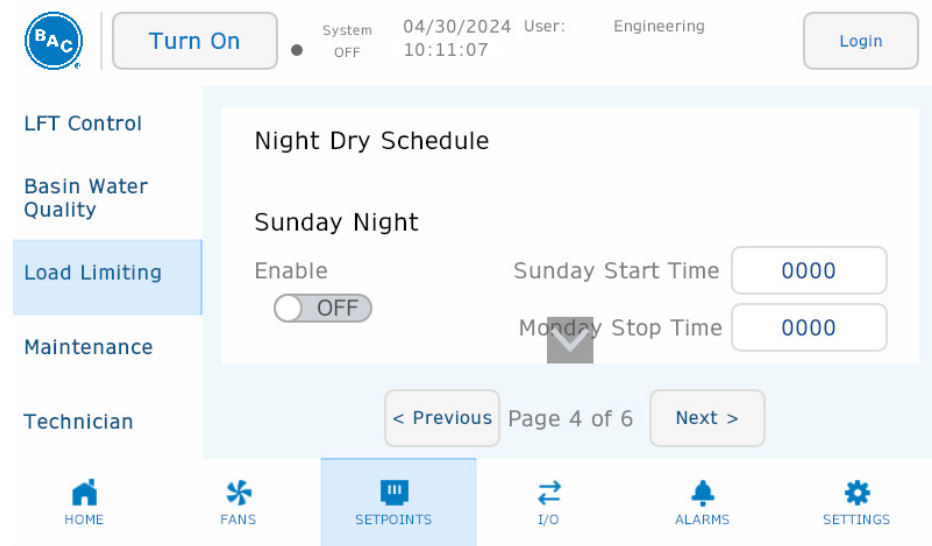 BAC
Turn On
System OFF
04/30/2024 User: Engineering
10:11:07
Login
LFT Control
Basin Water
Quality
Load Limiting
Maintenance
Technician
Night Dry Schedule
Sunday Night
Enable
OFF
Sunday Start Time 0000
Monday Stop Time 0000
< Previous Page 4 of 6 Next >
HOME FANS SETPOINTS I/O ALARMS SETTINGS